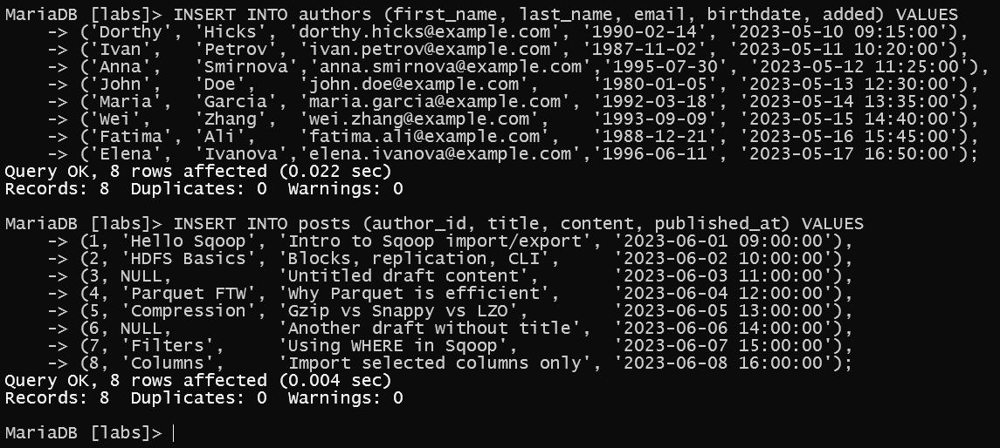 MariaDB [labs]> INSERT INTO authors (first_name, last_name, email, birthdate, added) VALUES
    -> ('Dorthy', 'Hicks', 'dorthy.hicks@example.com', '1990-02-14', '2023-05-10 09:15:00'),
    -> ('Ivan',   'Petrov', 'ivan.petrov@example.com', '1987-11-02', '2023-05-11 10:20:00'),
    -> ('Anna',   'Smirnova','anna.smirnova@example.com','1995-07-30', '2023-05-12 11:25:00'),
    -> ('John',   'Doe',    'john.doe@example.com',     '1980-01-05', '2023-05-13 12:30:00'),
    -> ('Maria',  'Garcia', 'maria.garcia@example.com', '1992-03-18', '2023-05-14 13:35:00'),
    -> ('Wei',    'Zhang',  'wei.zhang@example.com',    '1993-09-09', '2023-05-15 14:40:00'),
    -> ('Fatima', 'Ali',    'fatima.ali@example.com',   '1988-12-21', '2023-05-16 15:45:00'),
    -> ('Elena',  'Ivanova','elena.ivanova@example.com','1996-06-11', '2023-05-17 16:50:00');
Query OK, 8 rows affected (0.022 sec)
Records: 8  Duplicates: 0  Warnings: 0
MariaDB [labs]> INSERT INTO posts (author_id, title, content, published_at) VALUES
    -> (1, 'Hello Sqoop', 'Intro to Sqoop import/export', '2023-06-01 09:00:00'),
    -> (2, 'HDFS Basics', 'Blocks, replication, CLI',     '2023-06-02 10:00:00'),
    -> (3, NULL,          'Untitled draft content',       '2023-06-03 11:00:00'),
    -> (4, 'Parquet FTW', 'Why Parquet is efficient',     '2023-06-04 12:00:00'),
    -> (5, 'Compression', 'Gzip vs Snappy vs LZO',        '2023-06-05 13:00:00'),
    -> (6, NULL,          'Another draft without title',  '2023-06-06 14:00:00'),
    -> (7, 'Filters',     'Using WHERE in Sqoop',         '2023-06-07 15:00:00'),
    -> (8, 'Columns',     'Import selected columns only', '2023-06-08 16:00:00');
Query OK, 8 rows affected (0.004 sec)
Records: 8  Duplicates: 0  Warnings: 0
MariaDB [labs]>